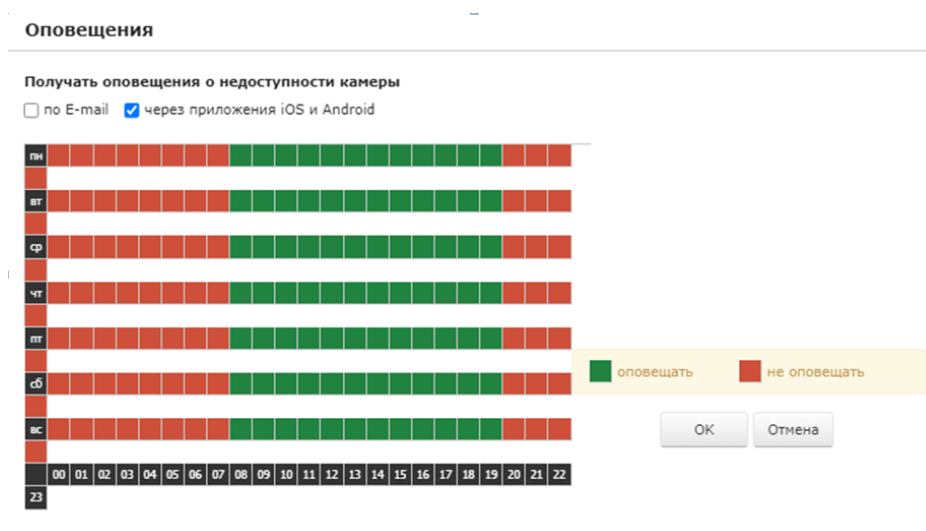 Оповещения
Получать оповещения о недоступности камеры
по E-mail через приложения iOS и Android
пн
вт
ср
чт
пт
сб
вс
оповещать не оповещать
OK Отмена
00 01 02 03 04 05 06 07 08 09 10 11 12 13 14 15 16 17 18 19 20 21 22
23